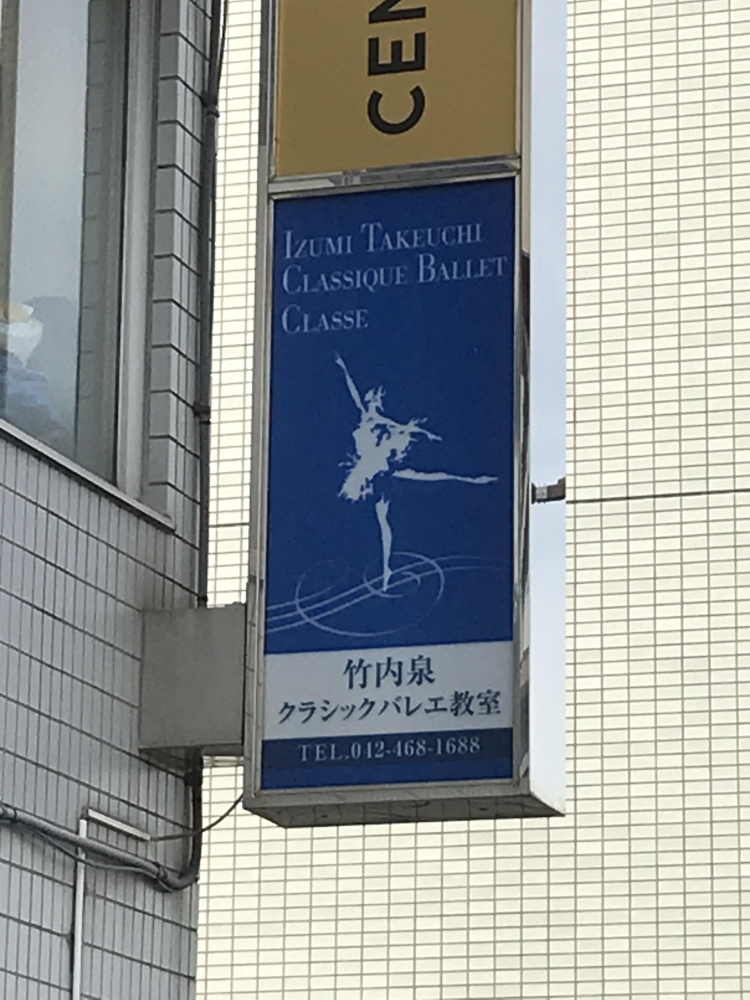 CEN
IZUMI TAKEUCHI
CLASSIQUE BALLET
CLASSE
竹内泉
クラシックバレエ教室
TEL.042-468-1688